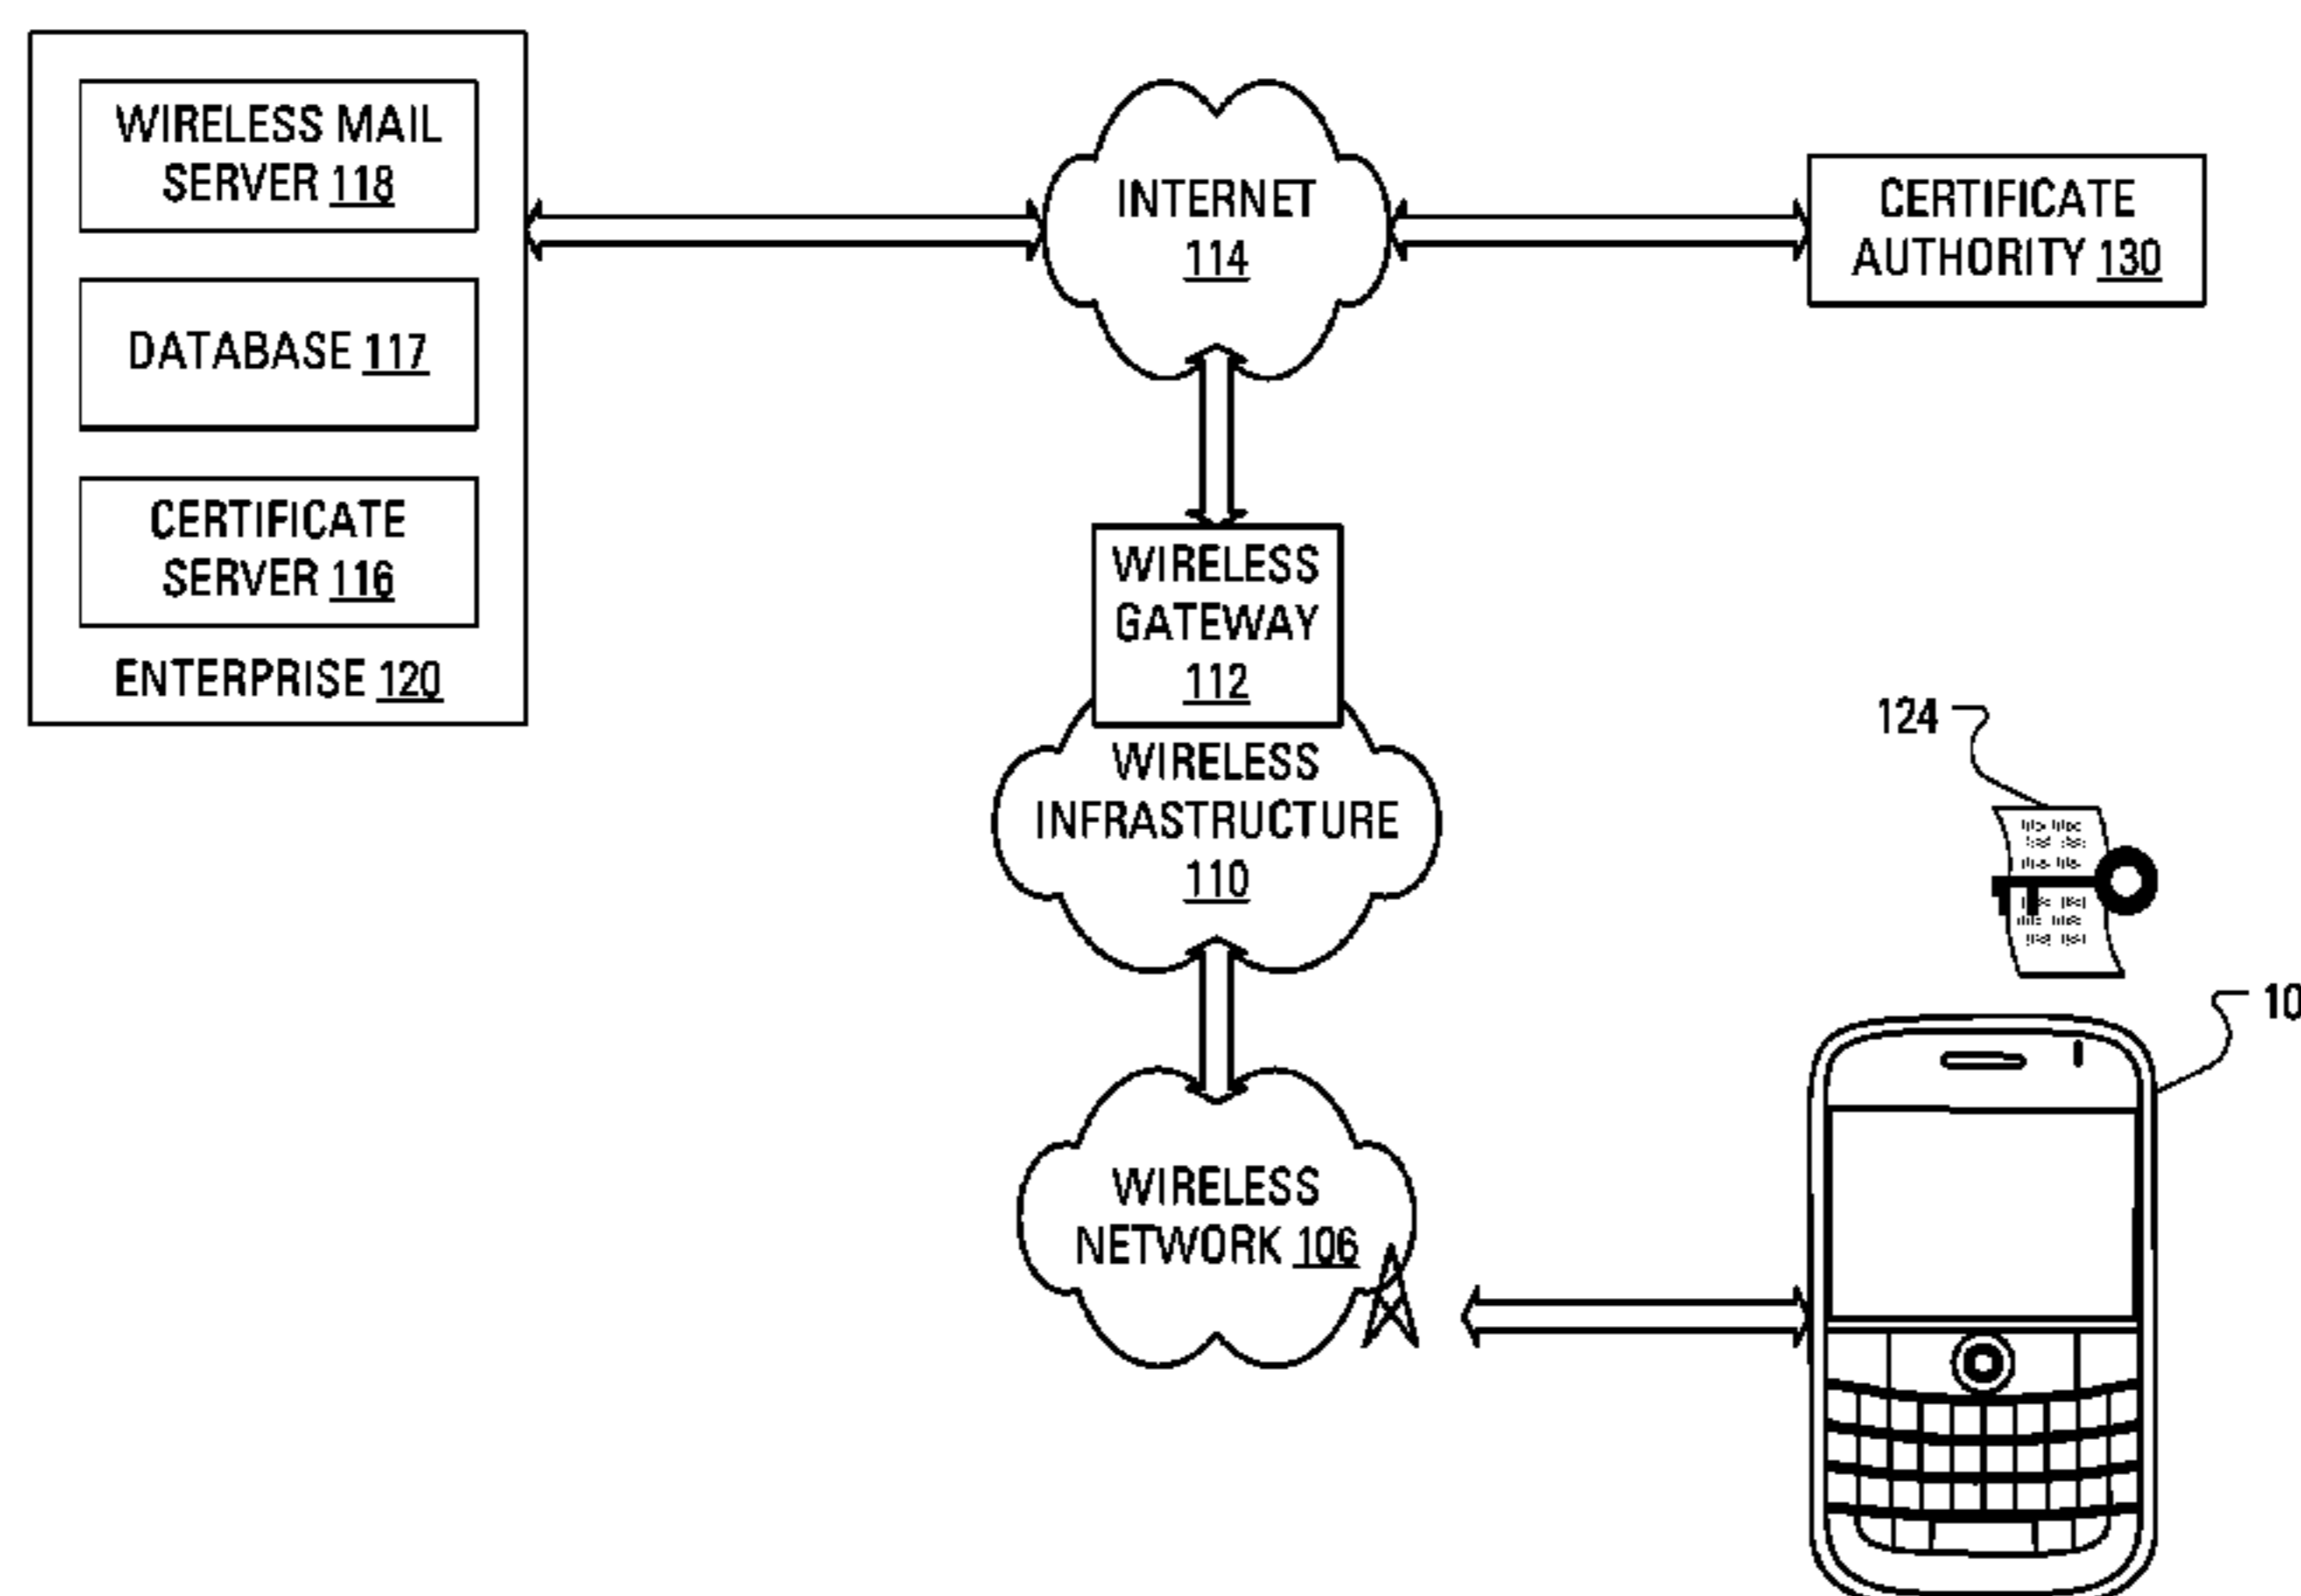 WIRELESS MAIL
SERVER 118
DATABASE 117
CERTIFICATE
SERVER 116
ENTERPRISE 120
INTERNET
114
CERTIFICATE
AUTHORITY 130
WIRELESS
GATEWAY
112
WIRELESS
INFRASTRUCTURE
110
WIRELESS
NETWORK 106
124